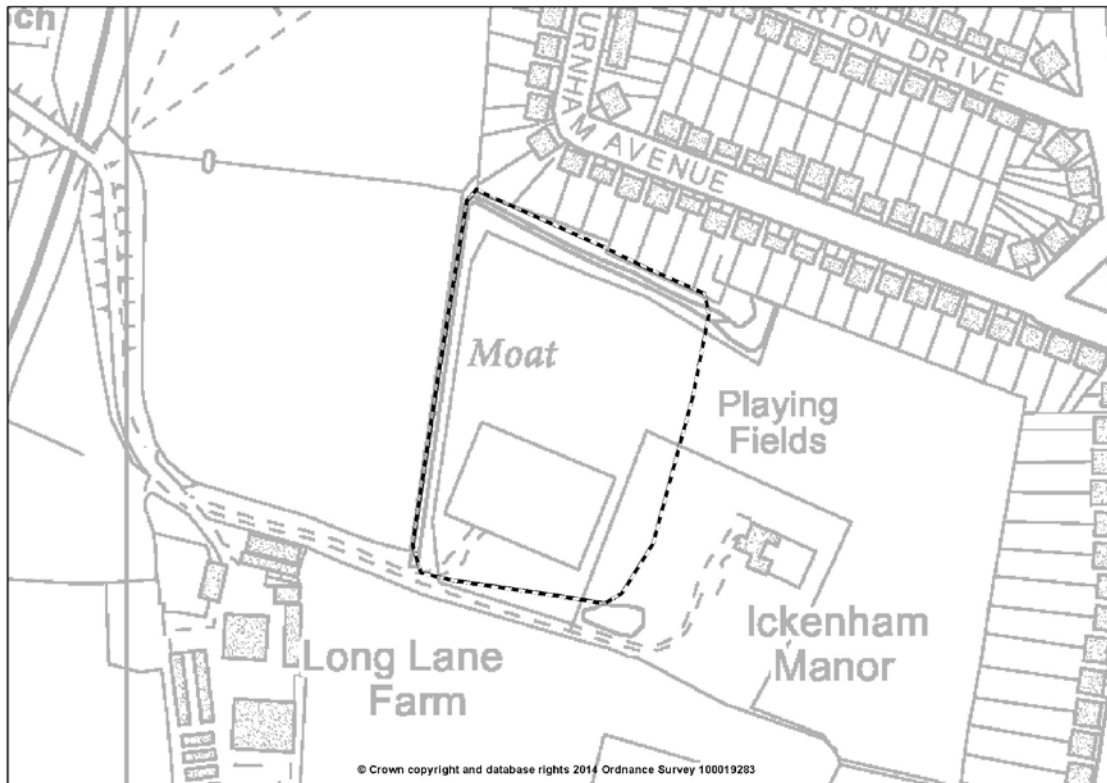 ch
URNHAM AVENUE
ERTON DRIVE
Moat
Playing
Fields
Ickenham
Manor
Long Lane
Farm
© Crown copyright and database rights 2014 Ordnance Survey 100019283